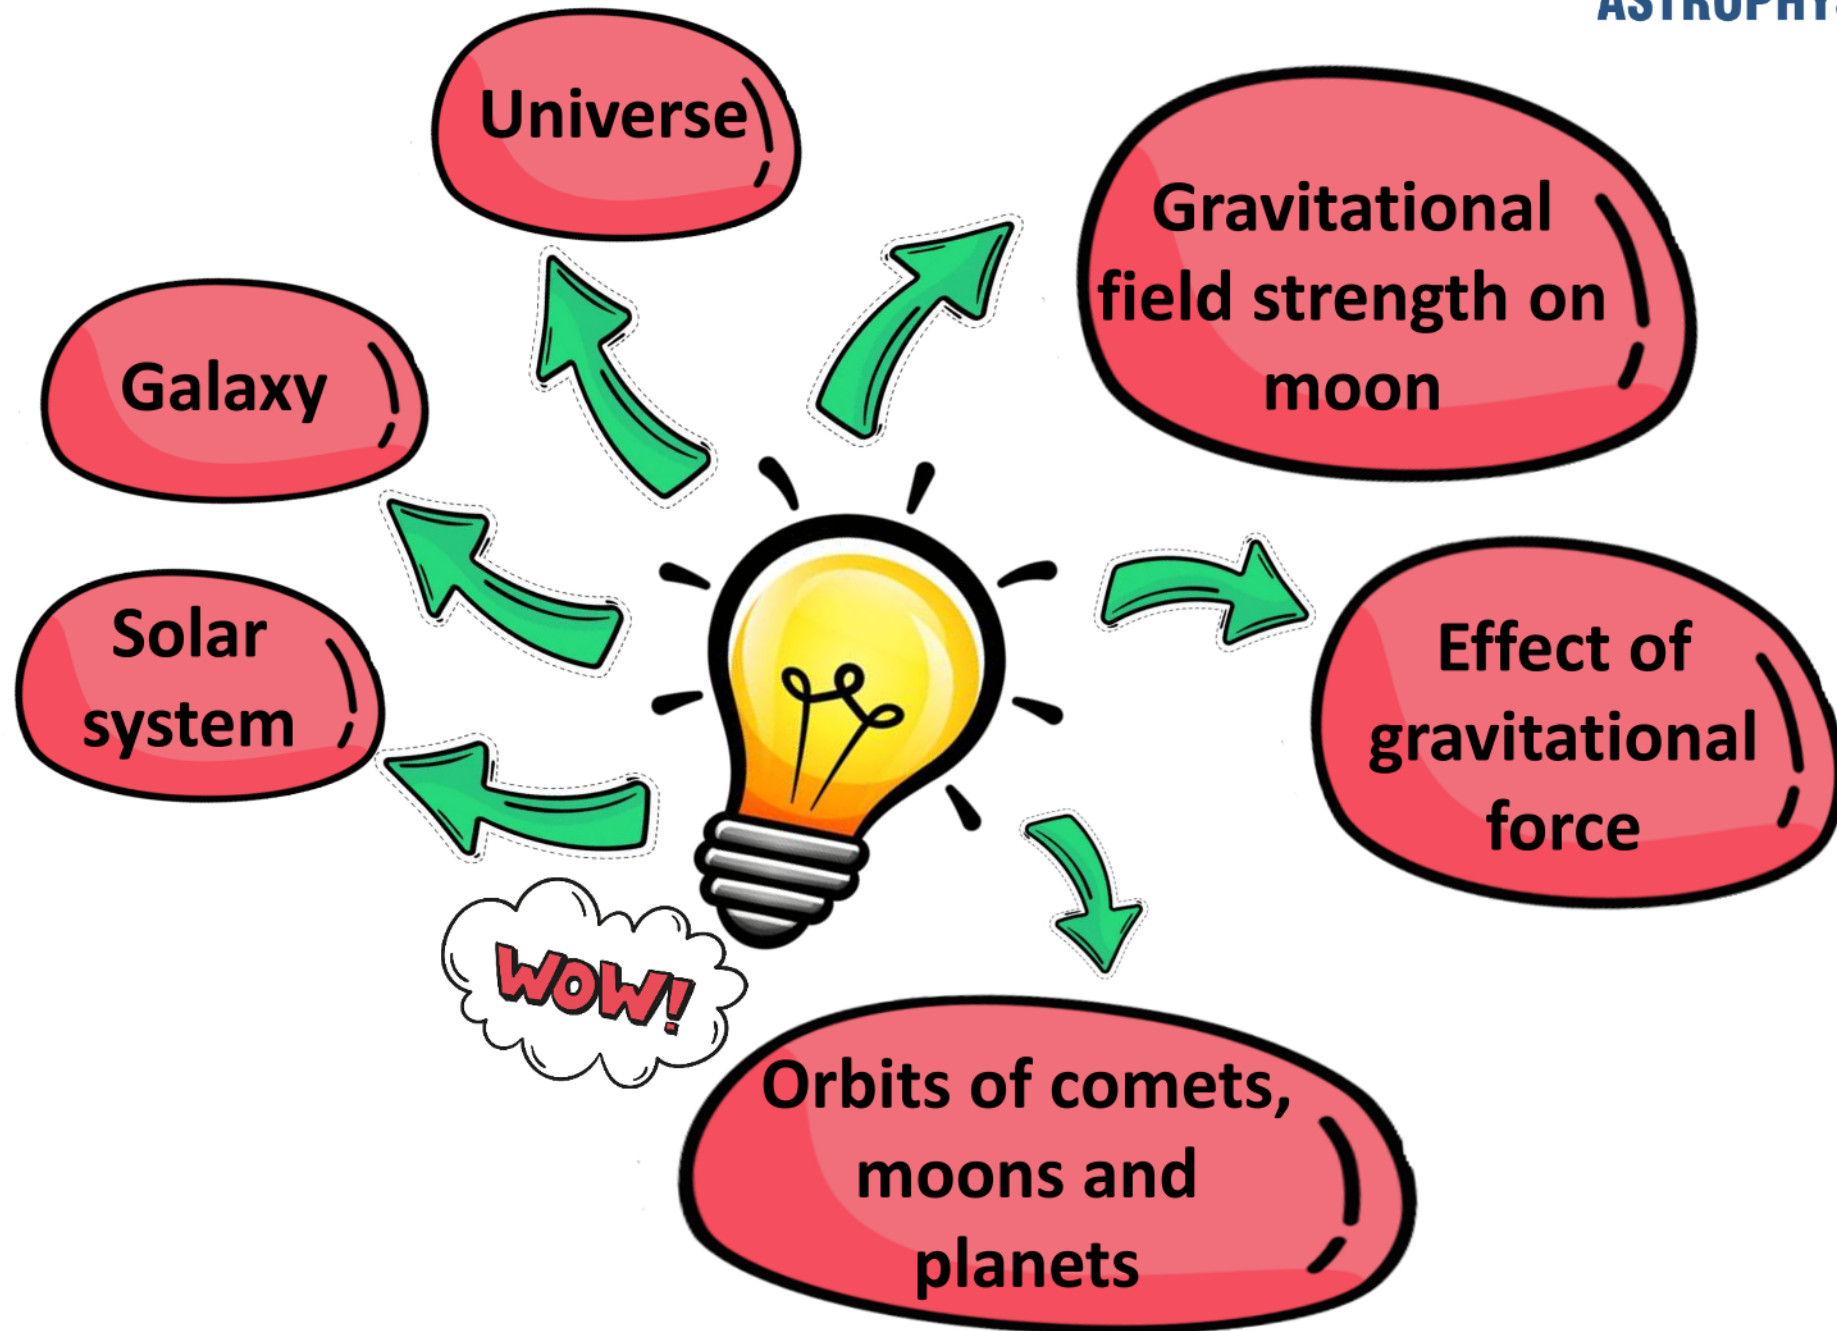 Universe
Gravitational
field strength on
moon
Galaxy
Solar
system
Effect of
gravitational
force
WOW!
Orbits of comets,
moons and
planets